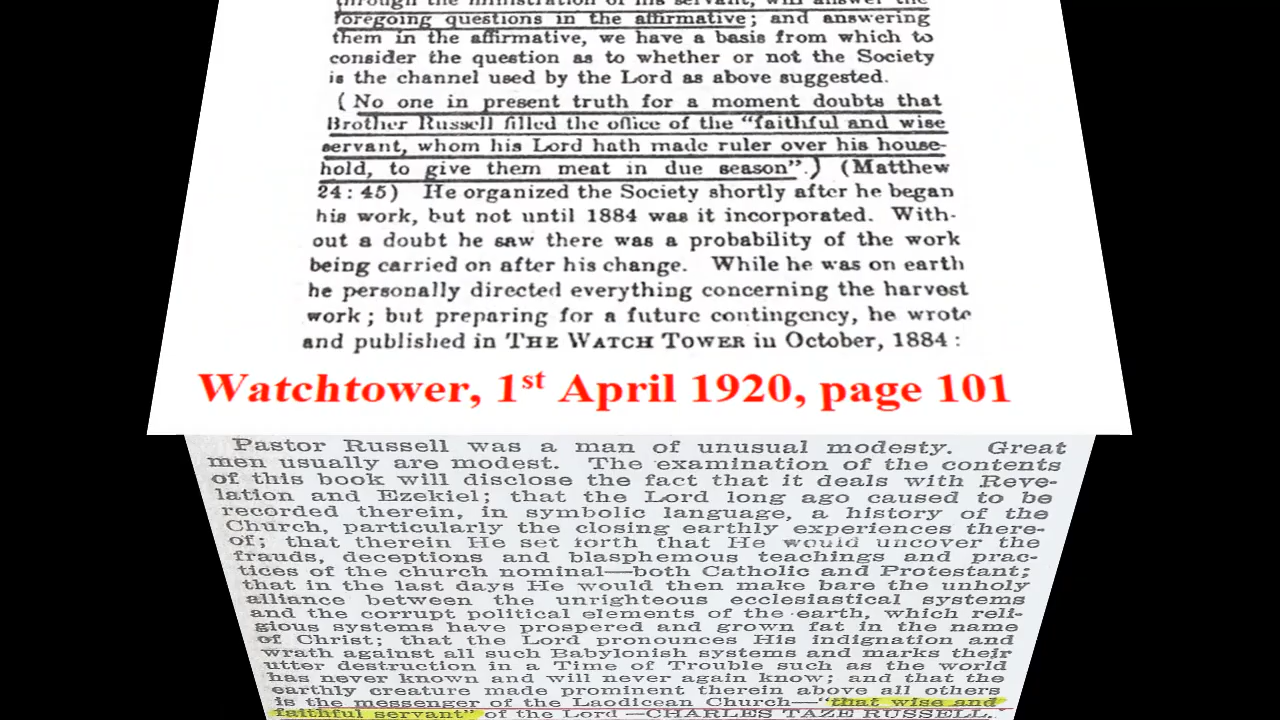 through the ministration of his servant, will answer the
foregoing questions in the affirmative; and answering
them in the affirmative, we have a basis from which to
consider the question as to whether or not the Society
is the channel used by the Lord as above suggested.
( No one in present truth for a moment doubts that
Brother Russell filled the office of the “faithful and wise
servant, whom his Lord hath made ruler over his house-
hold, to give them meat in due season”.) (Matthew
24:45) He organized the Society shortly after he began
his work, but not until 1884 was it incorporated. With-
out a doubt he saw there was a probability of the work
being carried on after his change. While he was on earth
he personally directed everything concerning the harvest
work; but preparing for a future contingency, he wrote
and published in THE WATCH TOWER in October, 1884:
Watchtower, 1st April 1920, page 101
Pastor Russell was a man of unusual modesty. Great
men usually are modest. The examination of the contents
of this book will disclose the fact that it deals with Reve-
lation and Ezekiel; that the Lord long ago caused to be
recorded therein, in symbolic language, a history of the
Church, particularly the closing earthly experiences there-
of; that therein He set forth that He would uncover the
frauds, deceptions and blasphemous teachings and prac-
tices of the church nominal—both Catholic and Protestant;
that in the last days He would then make bare the unholy
alliance between the unrighteous ecclesiastical systems
and the corrupt political elements of the earth, which reli-
gious systems have prospered and grown fat in the name
of Christ; that the Lord pronounces His indignation and
wrath against all such Babylonish systems and marks their
utter destruction in a Time of Trouble such as the world
has never known and will never again know; and that the
earthly creature made prominent therein above all others
is the messenger of the Laodicean Church—“that wise and
faithful servant” of the Lord—CHARLES TAZE RUSSELL.